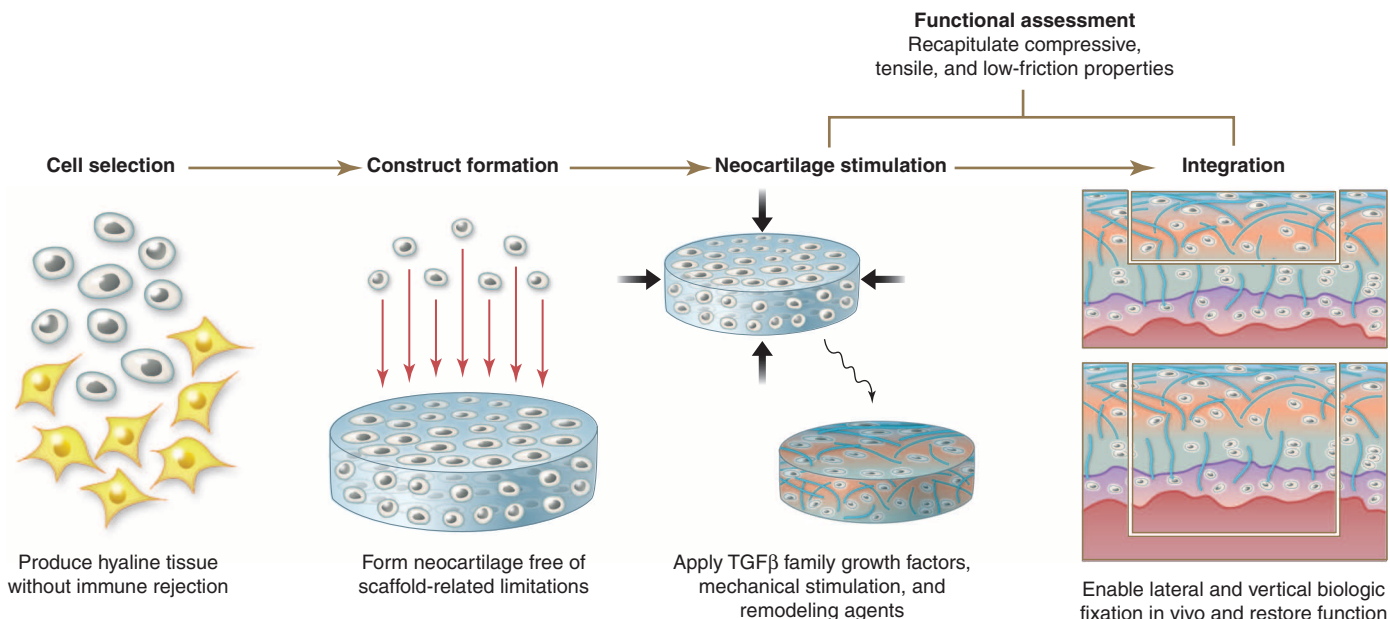 Functional assessment
Recapitulate compressive,
tensile, and low-friction properties
Cell selection
Construct formation
Neocartilage stimulation
Integration
Produce hyaline tissue
without immune rejection
Form neocartilage free of
scaffold-related limitations
Apply TGFβ family growth factors,
mechanical stimulation, and
remodeling agents
Enable lateral and vertical biologic
fixation in vivo and restore function